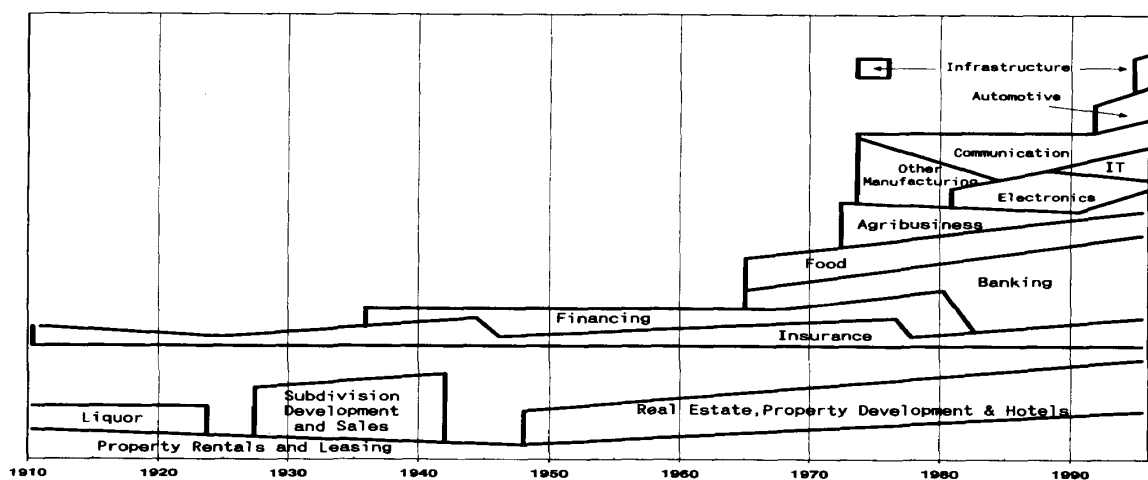 Infrastructure
Automotive
Communication
Other
Manufacturing
IT
Electronics
Agribusiness
Food
Banking
Financing
Insurance
Subdivision
Development
and Sales
Liquor
Real Estate,Property Development & Hotels
Property Rentals and Leasing
1910 1920 1930 1940 1950 1960 1970 1980 1990